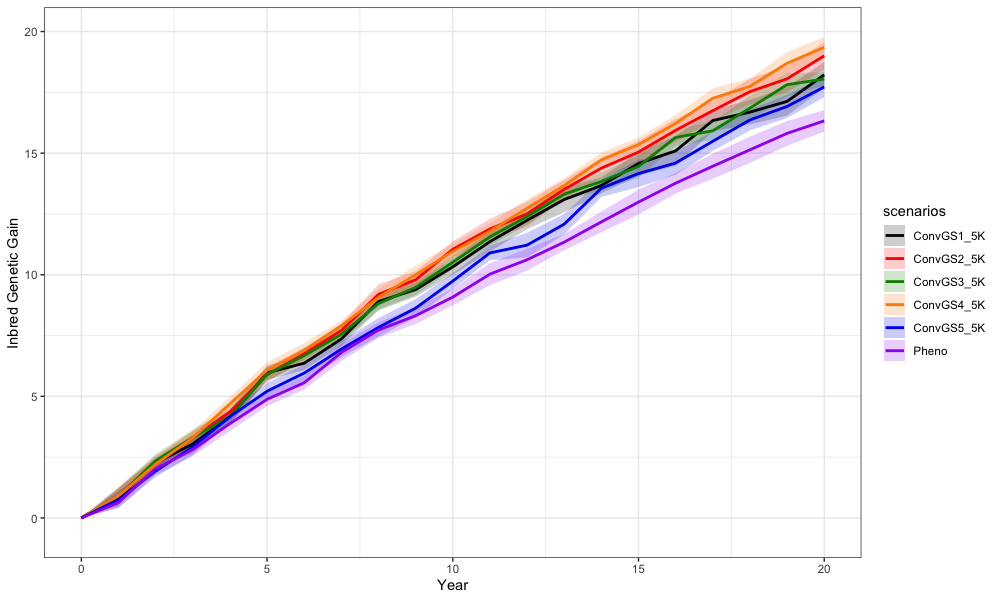 20
15
10
5
0
0 5 10 15 20
Year
Inbred Genetic Gain
scenarios
ConvGS1_5K
ConvGS2_5K
ConvGS3_5K
ConvGS4_5K
ConvGS5_5K
Pheno